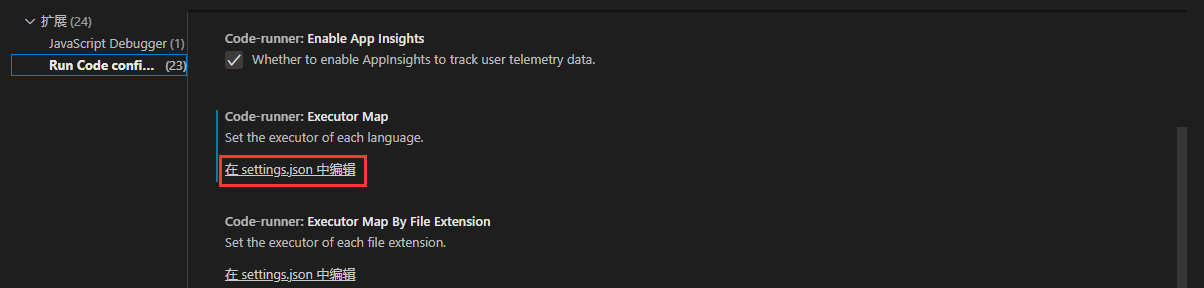 扩展 (24)
JavaScript Debugger (1)
Run Code confi... (23)
Code-runner: Enable App Insights
Whether to enable AppInsights to track user telemetry data.
Code-runner: Executor Map
Set the executor of each language.
在 settings.json 中编辑
Code-runner: Executor Map By File Extension
Set the executor of each file extension.
在 settings.json 中编辑